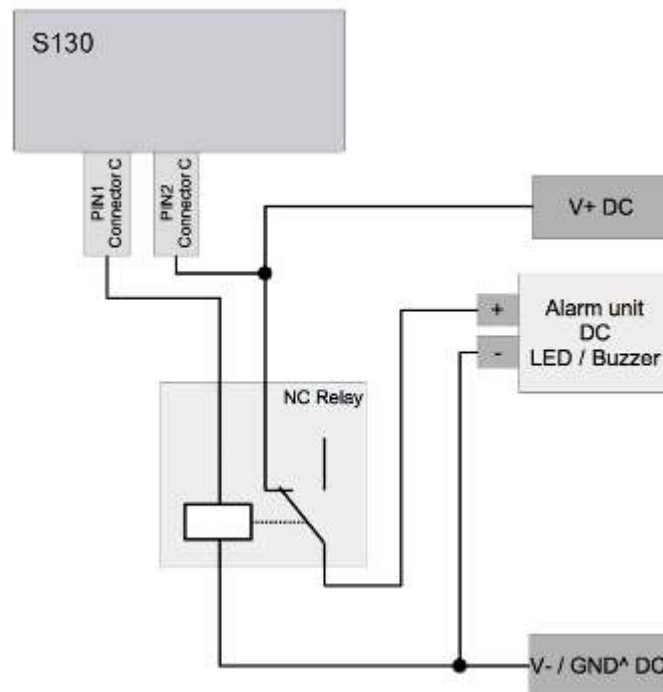 S130
PIN1
Connector C
PIN2
Connector C
V+ DC
+
-
Alarm unit
DC
LED / Buzzer
NC Relay
V- / GND^ DC